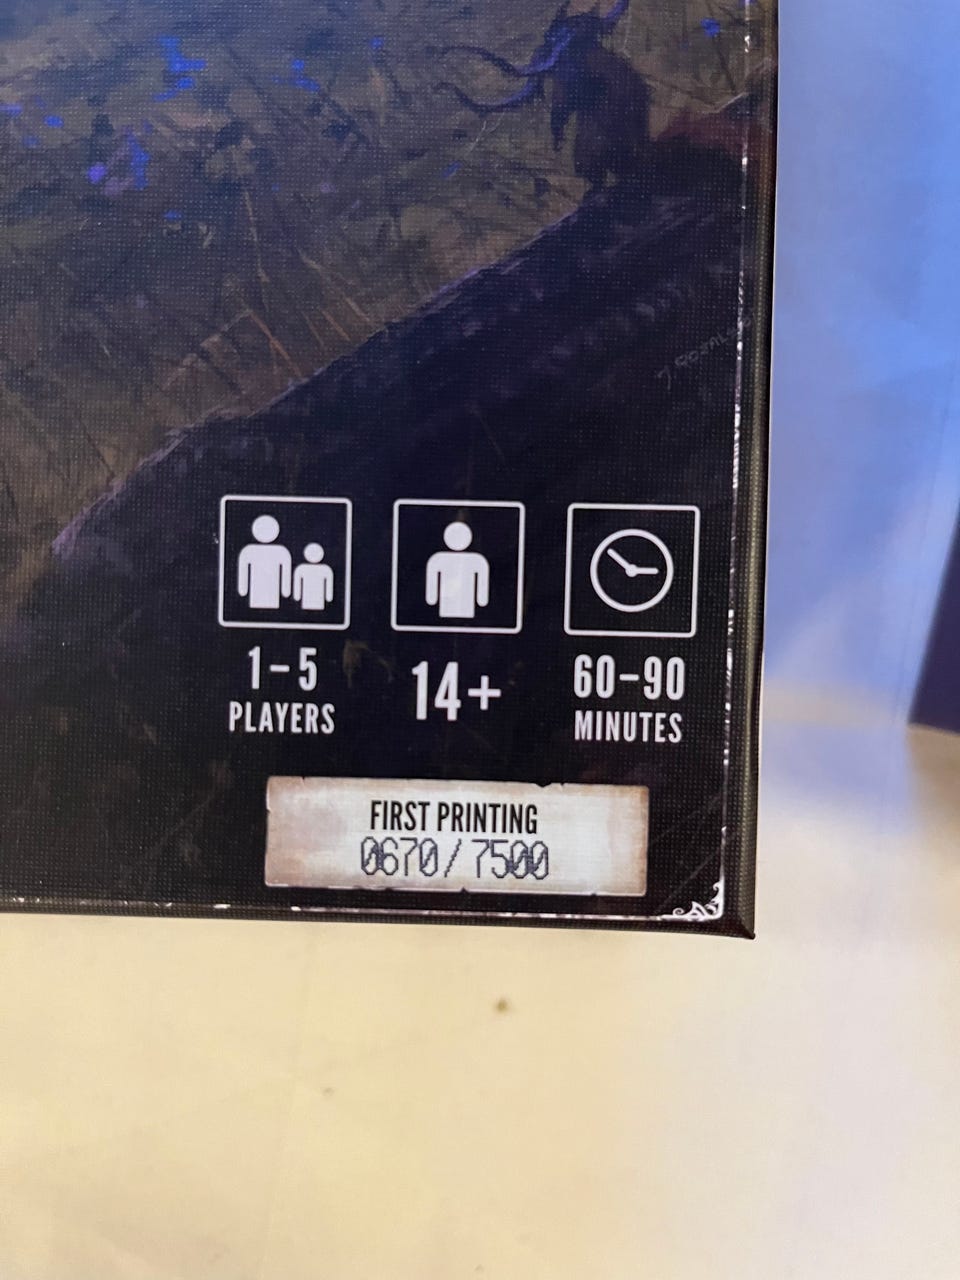 1-5
PLAYERS
14+
60-90
MINUTES
FIRST PRINTING
0670/7500